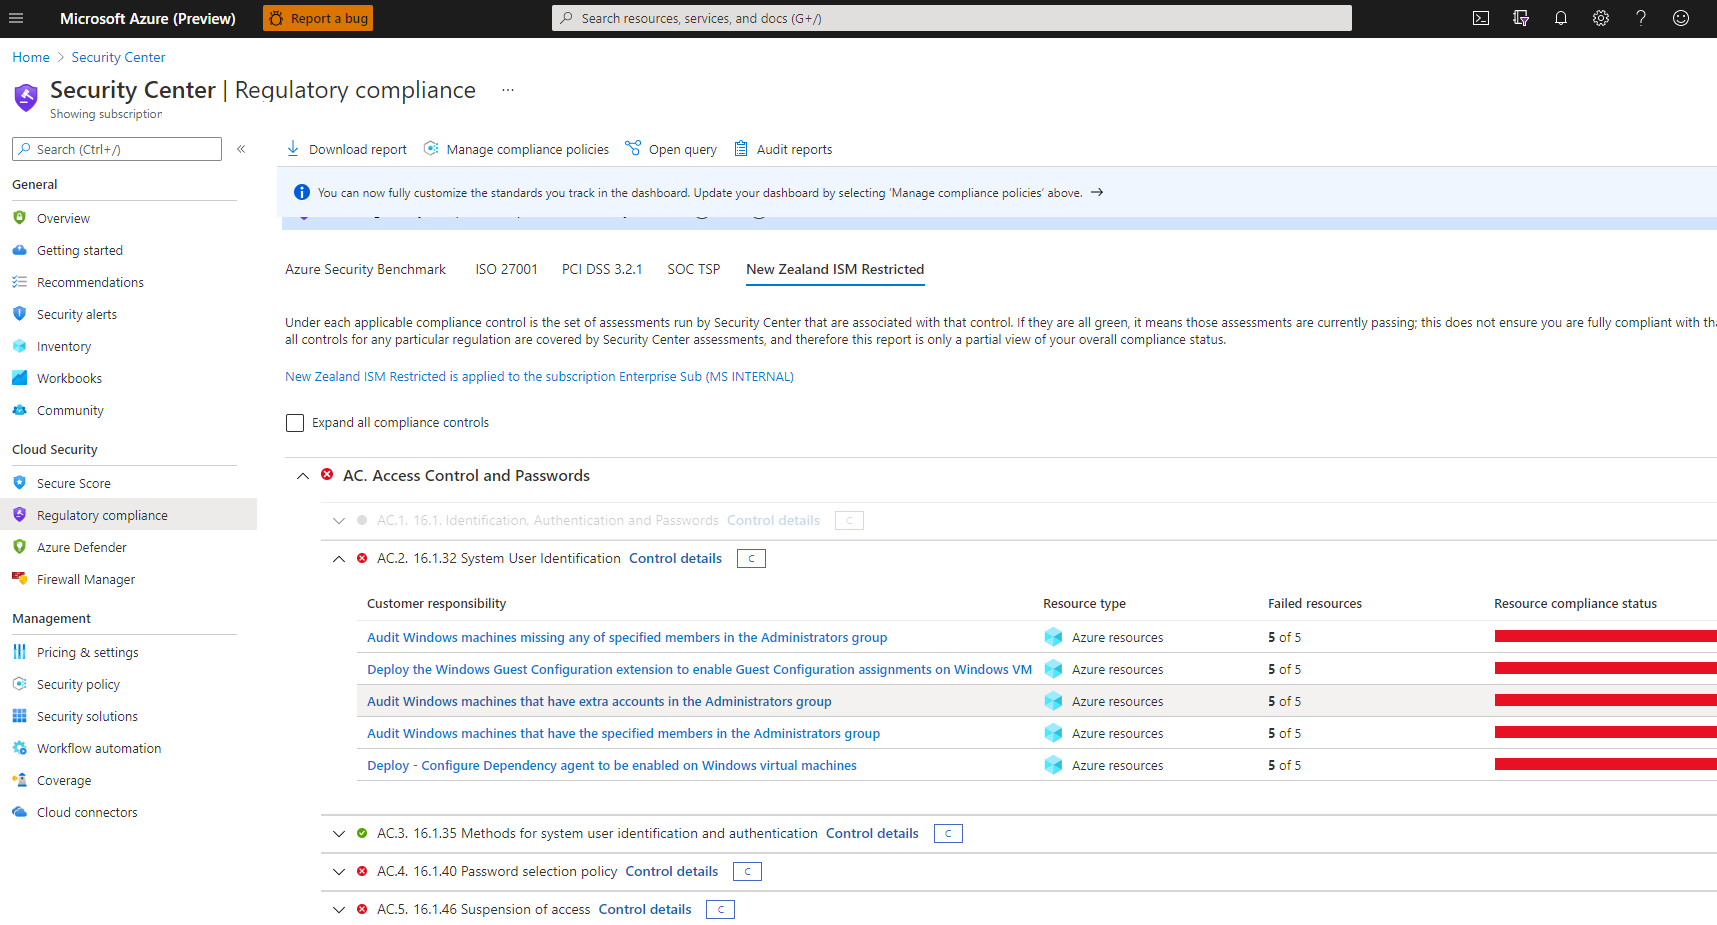 Microsoft Azure (Preview)
Report a bug
Search resources, services, and docs (G+/)
Home > Security Center
Security Center | Regulatory compliance ...
Showing subscription
Search (Ctrl+/)
«
Download report
Manage compliance policies
Open query
Audit reports
You can now fully customize the standards you track in the dashboard. Update your dashboard by selecting 'Manage compliance policies' above. →
General
Overview
Getting started
Recommendations
Security alerts
Inventory
Workbooks
Community
Cloud Security
Secure Score
Regulatory compliance
Azure Defender
Firewall Manager
Management
Pricing & settings
Security policy
Security solutions
Workflow automation
Coverage
Cloud connectors
Azure Security Benchmark ISO 27001 PCI DSS 3.2.1 SOC TSP New Zealand ISM Restricted
Under each applicable compliance control is the set of assessments run by Security Center that are associated with that control. If they are all green, it means those assessments are currently passing; this does not ensure you are fully compliant with
all controls for any particular regulation are covered by Security Center assessments, and therefore this report is only a partial view of your overall compliance status.
New Zealand ISM Restricted is applied to the subscription Enterprise Sub (MS INTERNAL)
Expand all compliance controls
AC. Access Control and Passwords
AC.1. 16.1. Identification, Authentication and Passwords Control details C
AC.2. 16.1.32 System User Identification Control details C
Customer responsibility Resource type Failed resources Resource compliance status
Audit Windows machines missing any of specified members in the Administrators group Azure resources 5 of 5
Deploy the Windows Guest Configuration extension to enable Guest Configuration assignments on Windows VM Azure resources 5 of 5
Audit Windows machines that have extra accounts in the Administrators group Azure resources 5 of 5
Audit Windows machines that have the specified members in the Administrators group Azure resources 5 of 5
Deploy - Configure Dependency agent to be enabled on Windows virtual machines Azure resources 5 of 5
AC.3. 16.1.35 Methods for system user identification and authentication Control details C
AC.4. 16.1.40 Password selection policy Control details C
AC.5. 16.1.46 Suspension of access Control details C